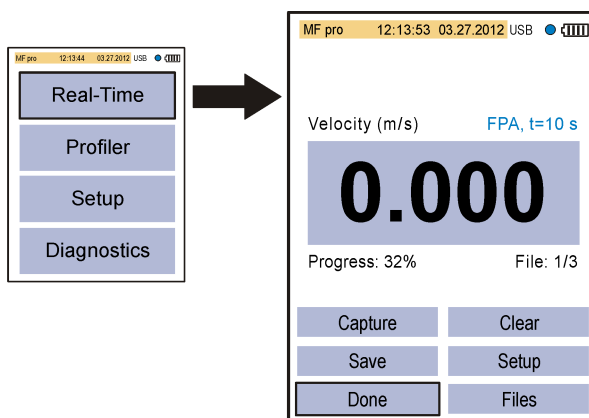 MF pro 12:13:44 03.27.2012 USB
Real-Time
Profiler
Setup
Diagnostics
MF pro 12:13:53 03.27.2012 USB
Velocity (m/s) FPA, t=10 s
0.000
Progress: 32% File: 1/3
Capture Clear
Save Setup
Done Files